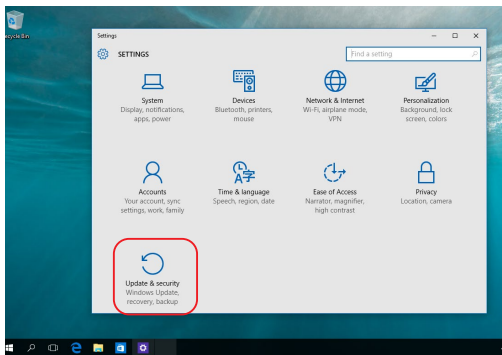 ecycle Bin
Settings
SETTINGS
Find a setting
System
Display, notifications,
apps, power
Devices
Bluetooth, printers,
mouse
Network & Internet
Wi-Fi, airplane mode,
VPN
Personalization
Background, lock
screen, colors
Accounts
Your account, sync
settings, work, family
Time & language
Speech, region, date
Ease of Access
Narrator, magnifier,
high contrast
Privacy
Location, camera
Update & security
Windows Update,
recovery, backup